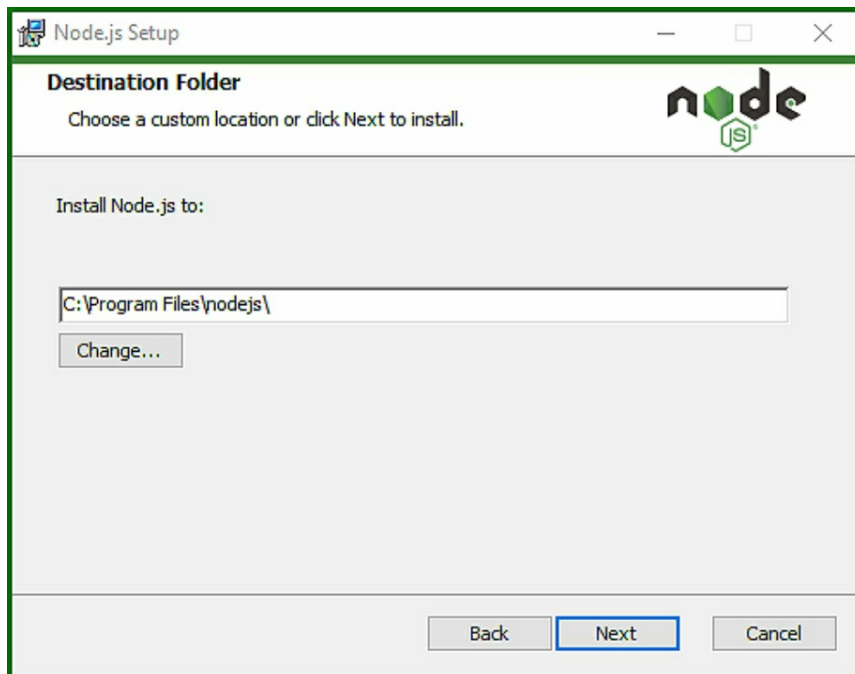 Node.js Setup
Destination Folder
Choose a custom location or click Next to install.
node
JS
Install Node.js to:
C:\Program Files\nodejs\
Change...
Back
Next
Cancel